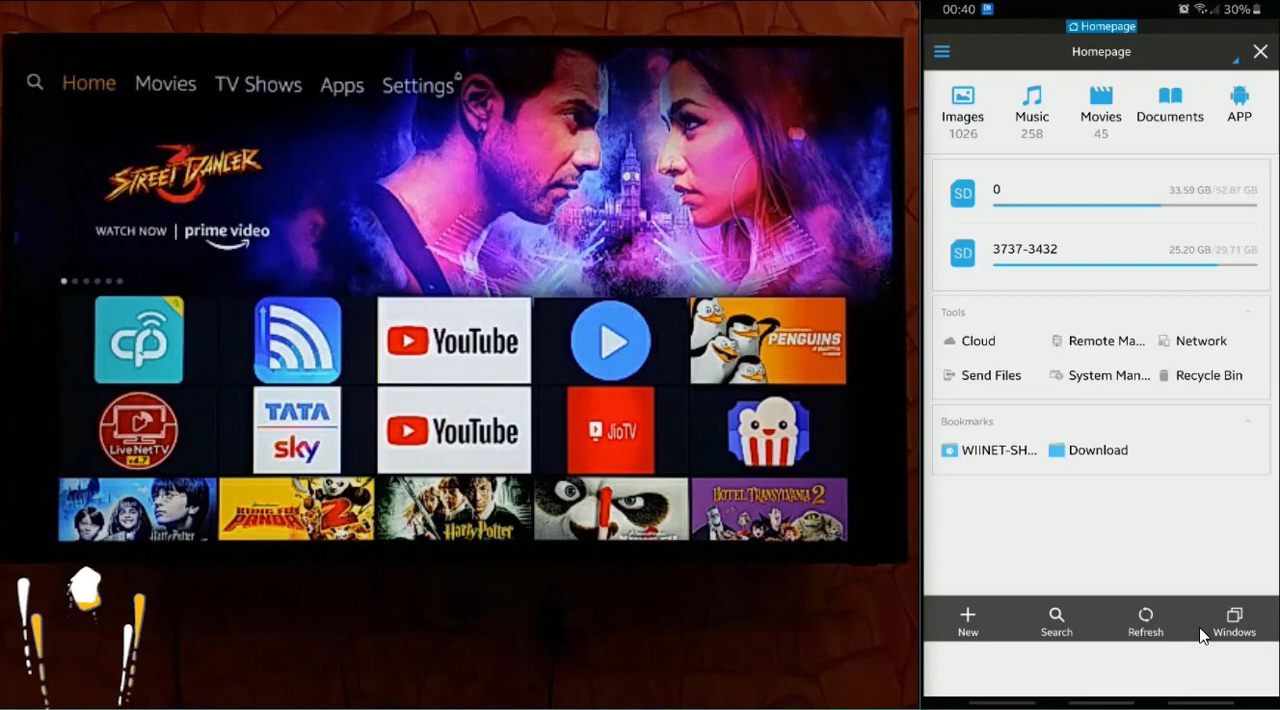 Home Movies TV Shows Apps Settings
STREET DANCER
3
WATCH NOW | prime video
CP
YouTube
PENGUINS
LiveNetTV
v4.7
TATA
sky
YouTube
JioTV
Harry Potter
KUNG FU
PANDA 2
Harry Potter
HOTEL TRANSYLVANIA 2
00:40
30%
Homepage
Homepage
Images
1026
Music
258
Movies
45
Documents
APP
SD
0
33.59 GB/52.87 GB
SD
3737-3432
25.20 GB/29.71 GB
Tools
Cloud
Remote Ma...
Network
Send Files
System Man...
Recycle Bin
Bookmarks
WIINET-SH...
Download
New
Search
Refresh
Windows